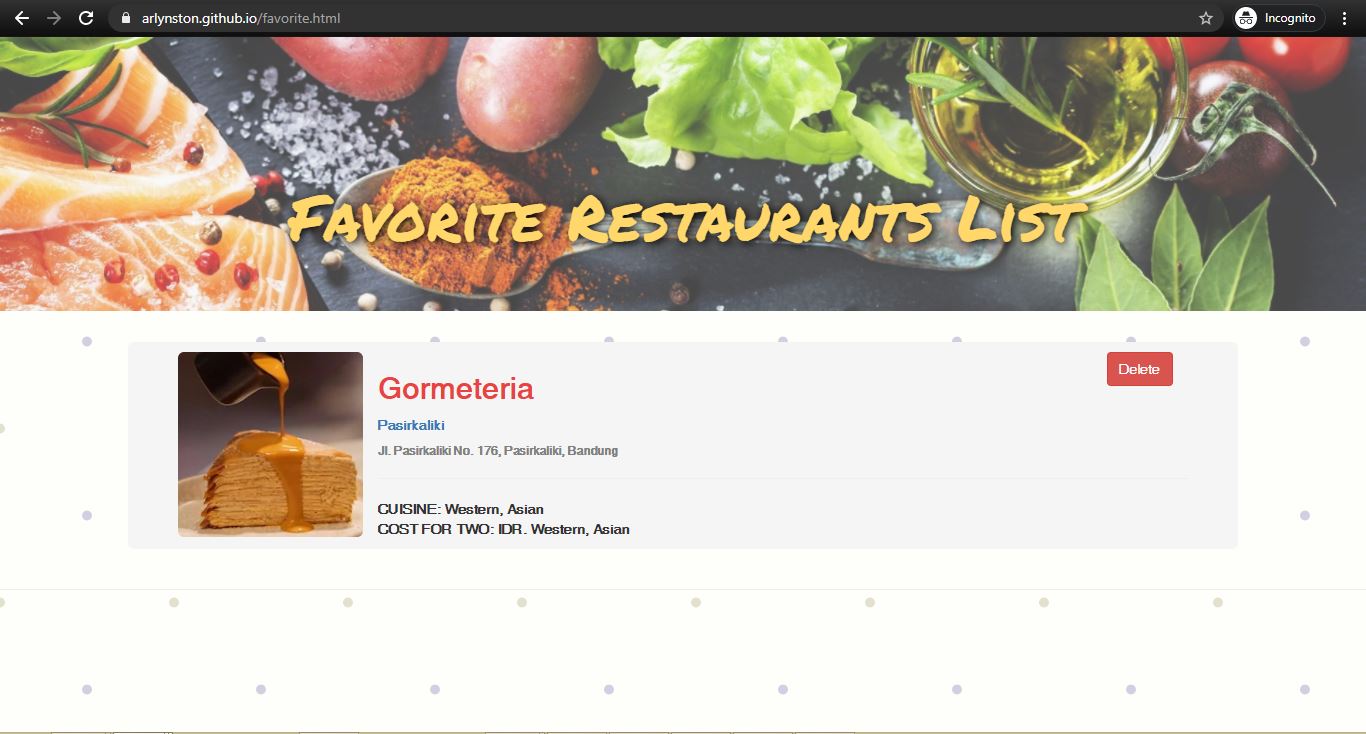 arlynston.github.io/favorite.html
Incognito
Favorite Restaurants List
Gormeteria
Delete
Pasirkaliki
Jl. Pasirkaliki No. 176, Pasirkaliki, Bandung
CUISINE: Western, Asian
COST FOR TWO: IDR. Western, Asian